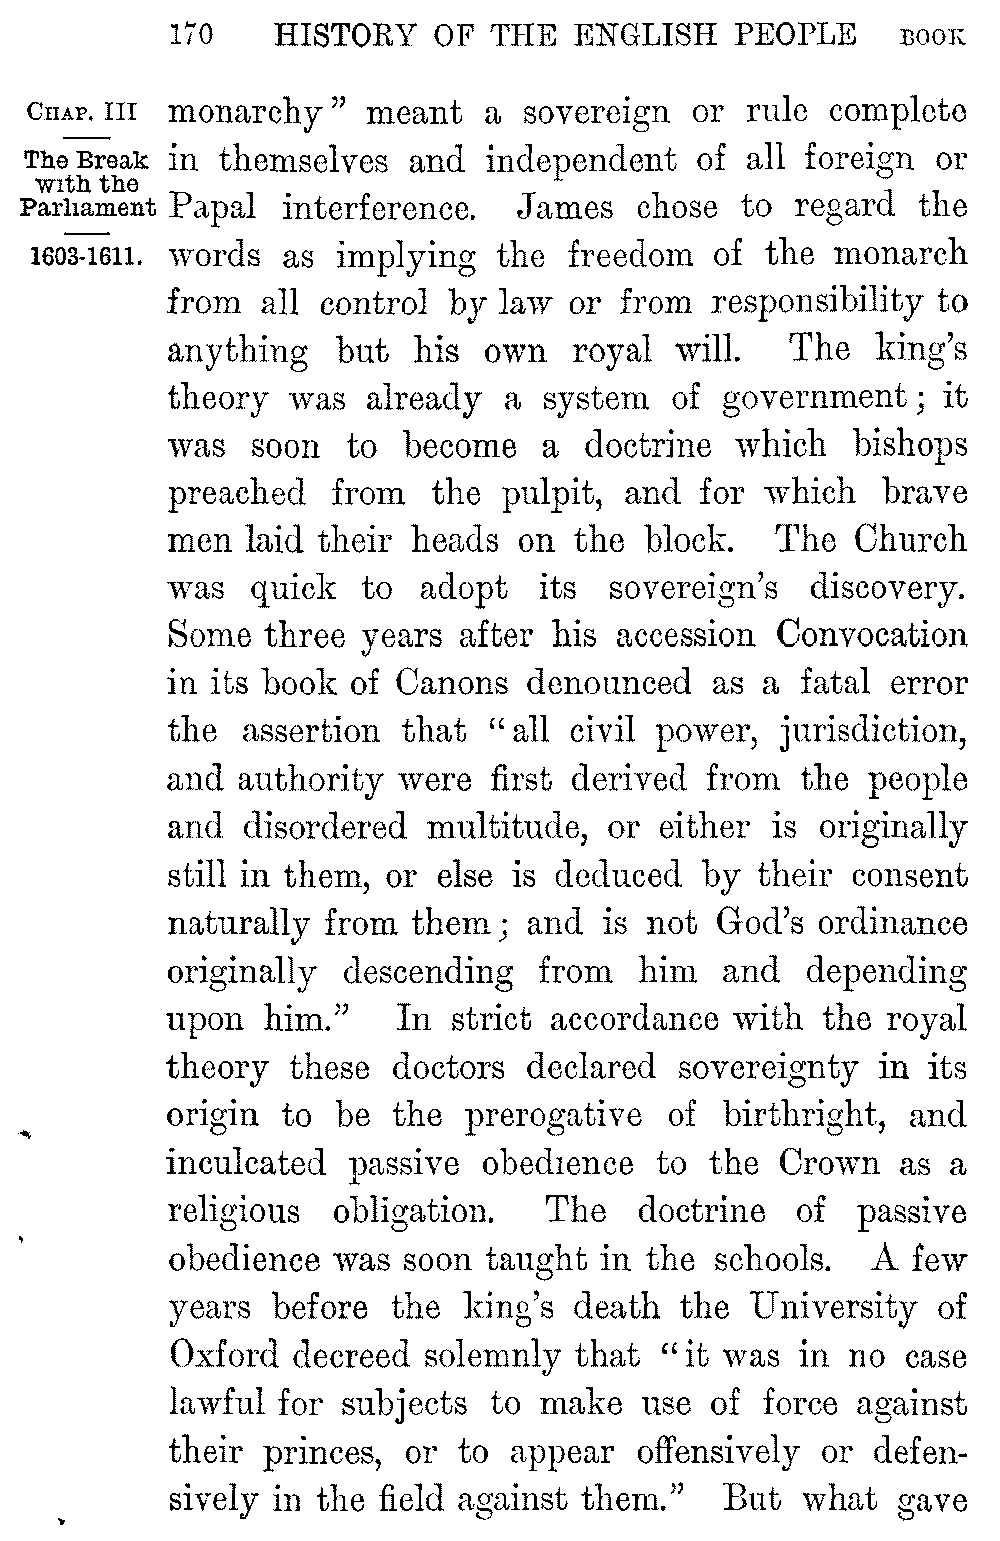 170 HISTORY OF THE ENGLISH PEOPLE BOOK
CHAP. III
The Break
with the
Parliament
1603-1611.
monarchy” meant a sovereign or rule complete
in themselves and independent of all foreign or
Papal interference. James chose to regard the
words as implying the freedom of the monarch
from all control by law or from responsibility to
anything but his own royal will. The king’s
theory was already a system of government; it
was soon to become a doctrine which bishops
preached from the pulpit, and for which brave
men laid their heads on the block. The Church
was quick to adopt its sovereign’s discovery.
Some three years after his accession Convocation
in its book of Canons denounced as a fatal error
the assertion that “all civil power, jurisdiction,
and authority were first derived from the people
and disordered multitude, or either is originally
still in them, or else is deduced by their consent
naturally from them; and is not God’s ordinance
originally descending from him and depending
upon him.” In strict accordance with the royal
theory these doctors declared sovereignty in its
origin to be the prerogative of birthright, and
inculcated passive obedience to the Crown as a
religious obligation. The doctrine of passive
obedience was soon taught in the schools. A few
years before the king’s death the University of
Oxford decreed solemnly that “it was in no case
lawful for subjects to make use of force against
their princes, or to appear offensively or defen-
sively in the field against them.” But what gave